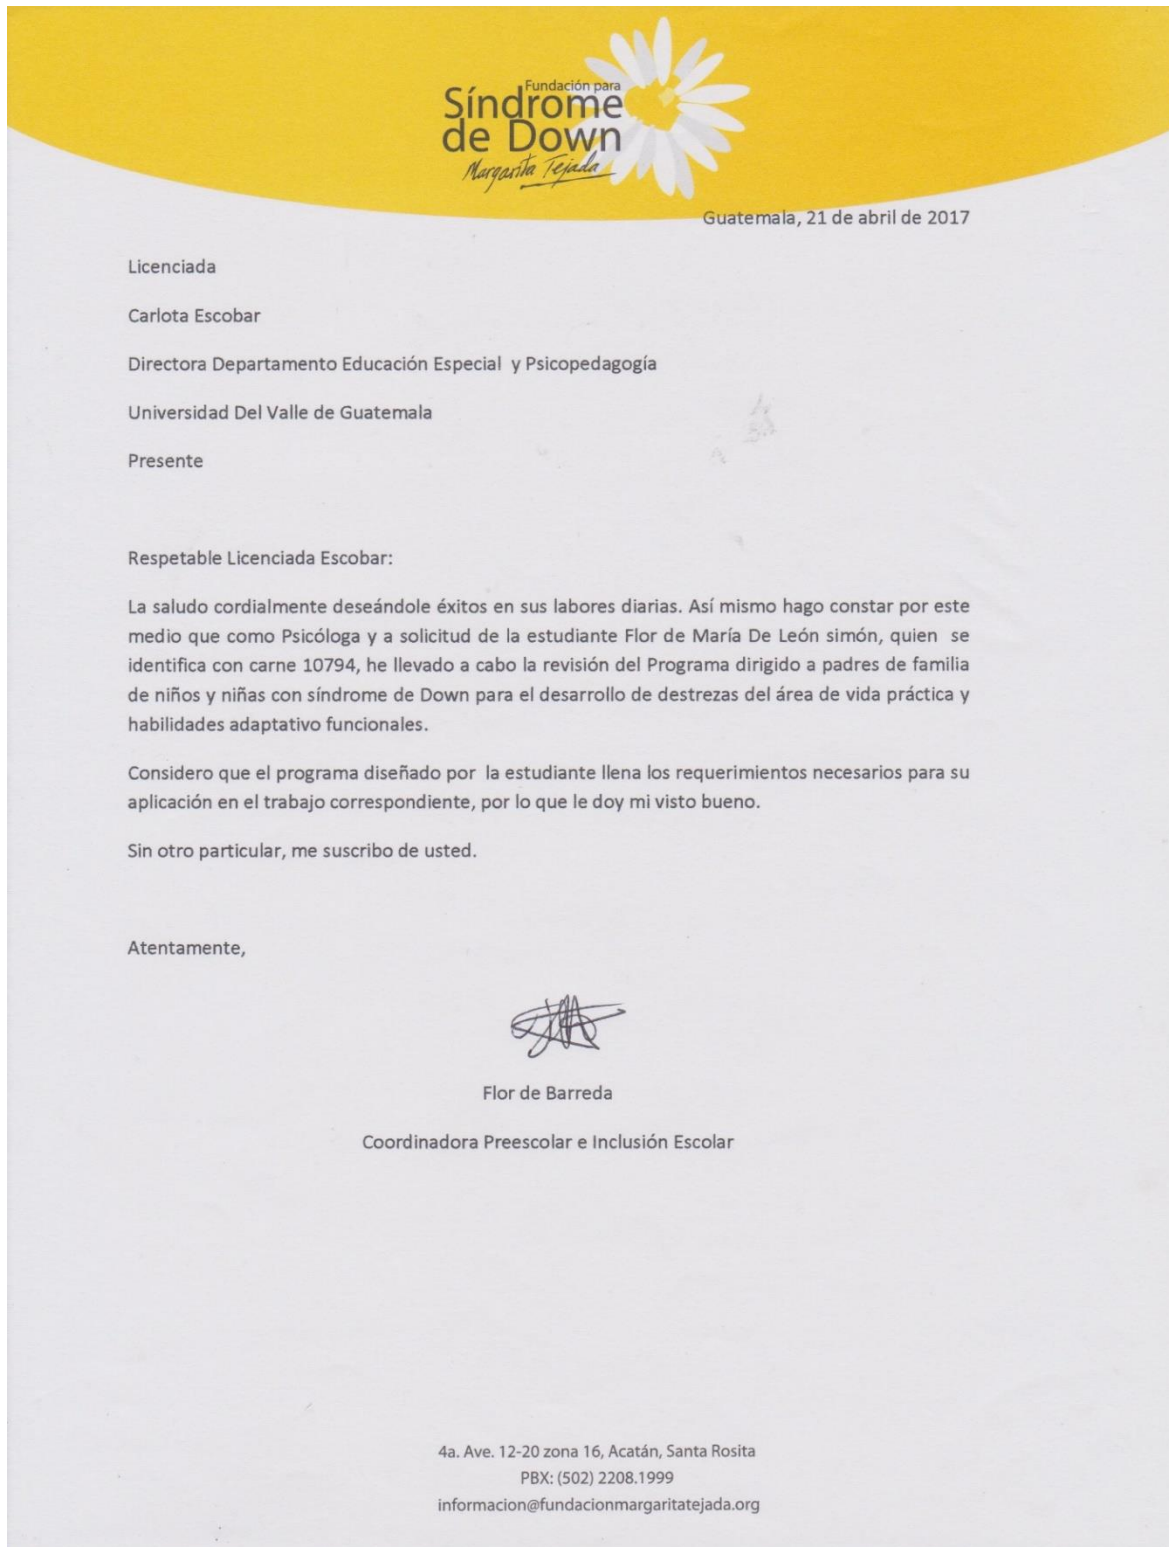 Fundación para
Síndrome
de Down
Margarita Tejada
Guatemala, 21 de abril de 2017
Licenciada
Carlota Escobar
Directora Departamento Educación Especial  y Psicopedagogía
Universidad Del Valle de Guatemala
Presente
Respetable Licenciada Escobar:
La saludo cordialmente deseándole éxitos en sus labores diarias. Así mismo hago constar por este
medio que como Psicóloga y a solicitud de la estudiante Flor de María De León simón, quien  se
identifica con carne 10794, he llevado a cabo la revisión del Programa dirigido a padres de familia
de niños y niñas con síndrome de Down para el desarrollo de destrezas del área de vida práctica y
habilidades adaptativo funcionales.
Considero que el programa diseñado por  la estudiante llena los requerimientos necesarios para su
aplicación en el trabajo correspondiente, por lo que le doy mi visto bueno.
Sin otro particular, me suscribo de usted.
Atentamente,
Flor de Barreda
Coordinadora Preescolar e Inclusión Escolar
4a. Ave. 12-20 zona 16, Acatán, Santa Rosita
PBX: (502) 2208.1999
informacion@fundacionmargaritatejada.org